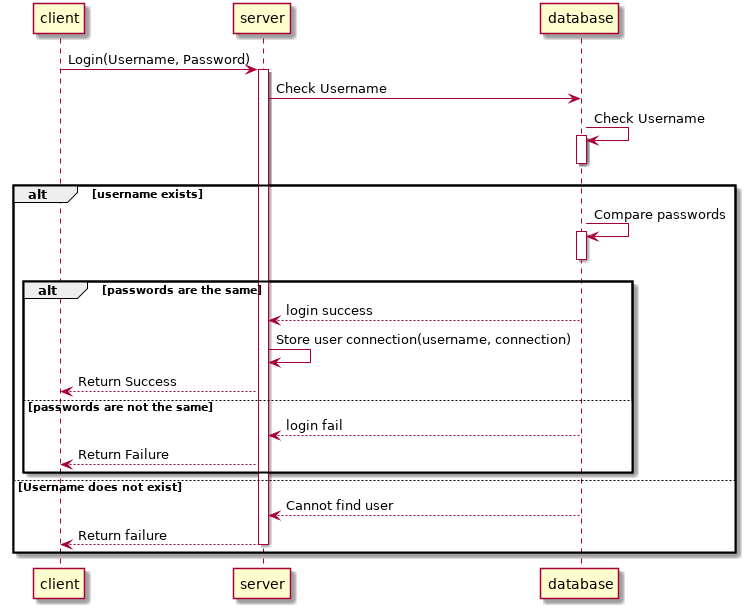 client server database
Login(Username, Password)
Check Username
Check Username
alt [username exists]
Compare passwords
alt [passwords are the same]
login success
Store user connection(username, connection)
Return Success
[passwords are not the same]
login fail
Return Failure
[Username does not exist]
Cannot find user
Return failure
client server database